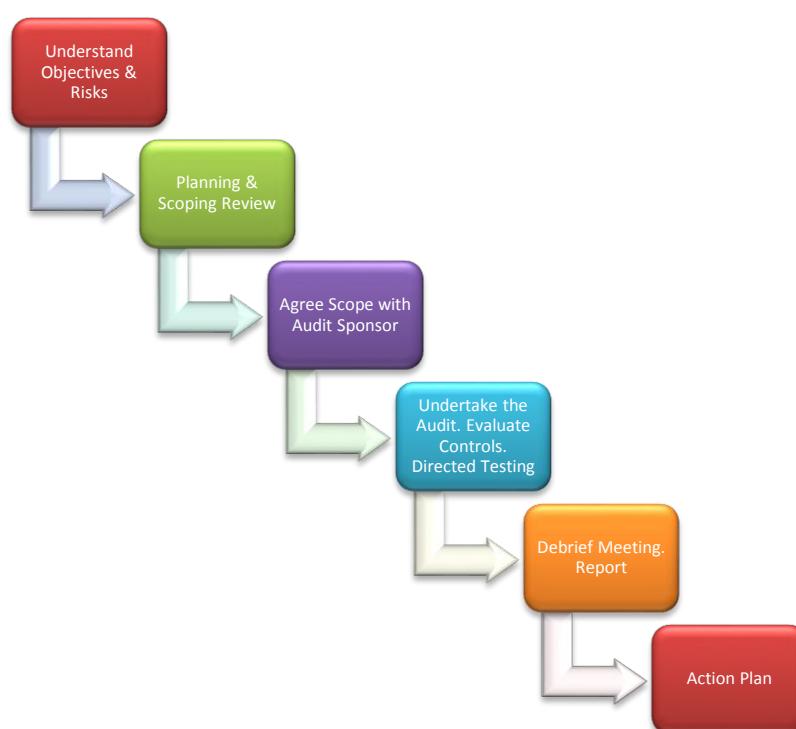 Understand
Objectives &
Risks
Planning &
Scoping Review
Agree Scope with
Audit Sponsor
Undertake the
Audit. Evaluate
Controls.
Directed Testing
Debrief Meeting.
Report
Action Plan